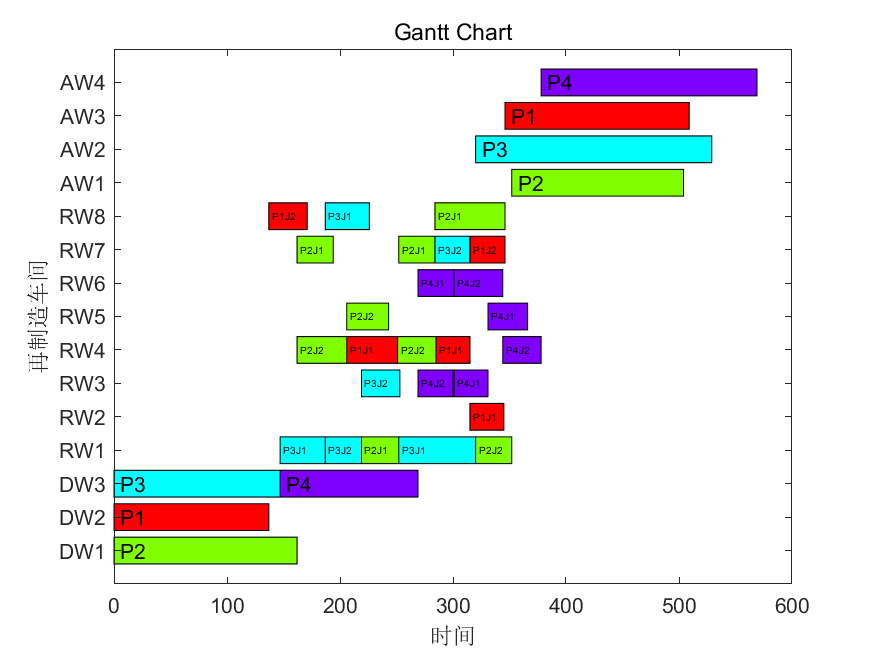 Gantt Chart
AW4 P4
AW3 P1
AW2 P3
AW1 P2
RW8 P1J2 P3J1 P2J1
RW7 P2J1 P2J1 P3J2 P1J2
RW6 P4J1 P4J2
RW5 P2J2 P4J1
RW4 P2J2 P1J1 P2J2 P1J1 P4J2
RW3 P3J2 P4J2 P4J1
RW2 P1J1
RW1 P3J1 P3J2 P2J1 P3J1 P2J2
DW3 P3 P4
DW2 P1
DW1 P2
0 100 200 300 400 500 600
时间
再制造车间